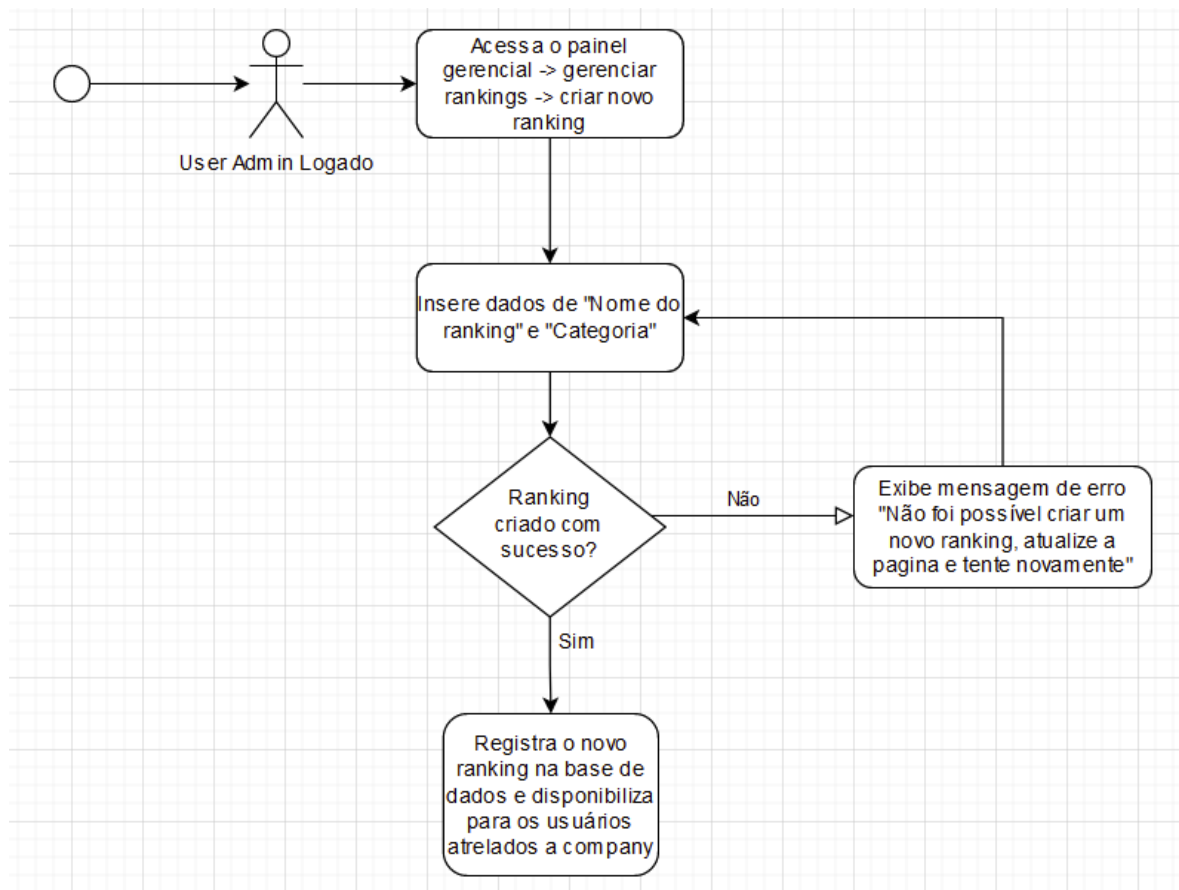 Acessa o painel
gerencial -> gerenciar
rankings -> criar novo
ranking
User Admin Logado
Insere dados de "Nome do
ranking" e "Categoria"
Ranking
criado com
sucesso?
Não
Exibe mensagem de erro
"Não foi possível criar um
novo ranking, atualize a
pagina e tente novamente"
Sim
Registra o novo
ranking na base de
dados e disponibiliza
para os usuários
atrelados a company